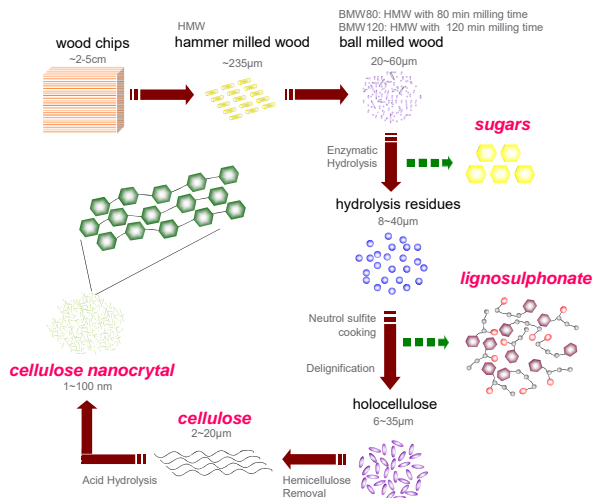 HMW
BMW80: HMW with 80 min milling time
BMW120: HMW with 120 min milling time
wood chips
~2-5cm
hammer milled wood
~235μm
ball milled wood
20~60μm
Enzymatic
Hydrolysis
sugars
hydrolysis residues
8~40μm
Neutrol sulfite
cooking
Delignification
lignosulphonate
holocellulose
6~35μm
Hemicellulose
Removal
cellulose
2~20μm
Acid Hydrolysis
cellulose nanocrytal
1~100 nm